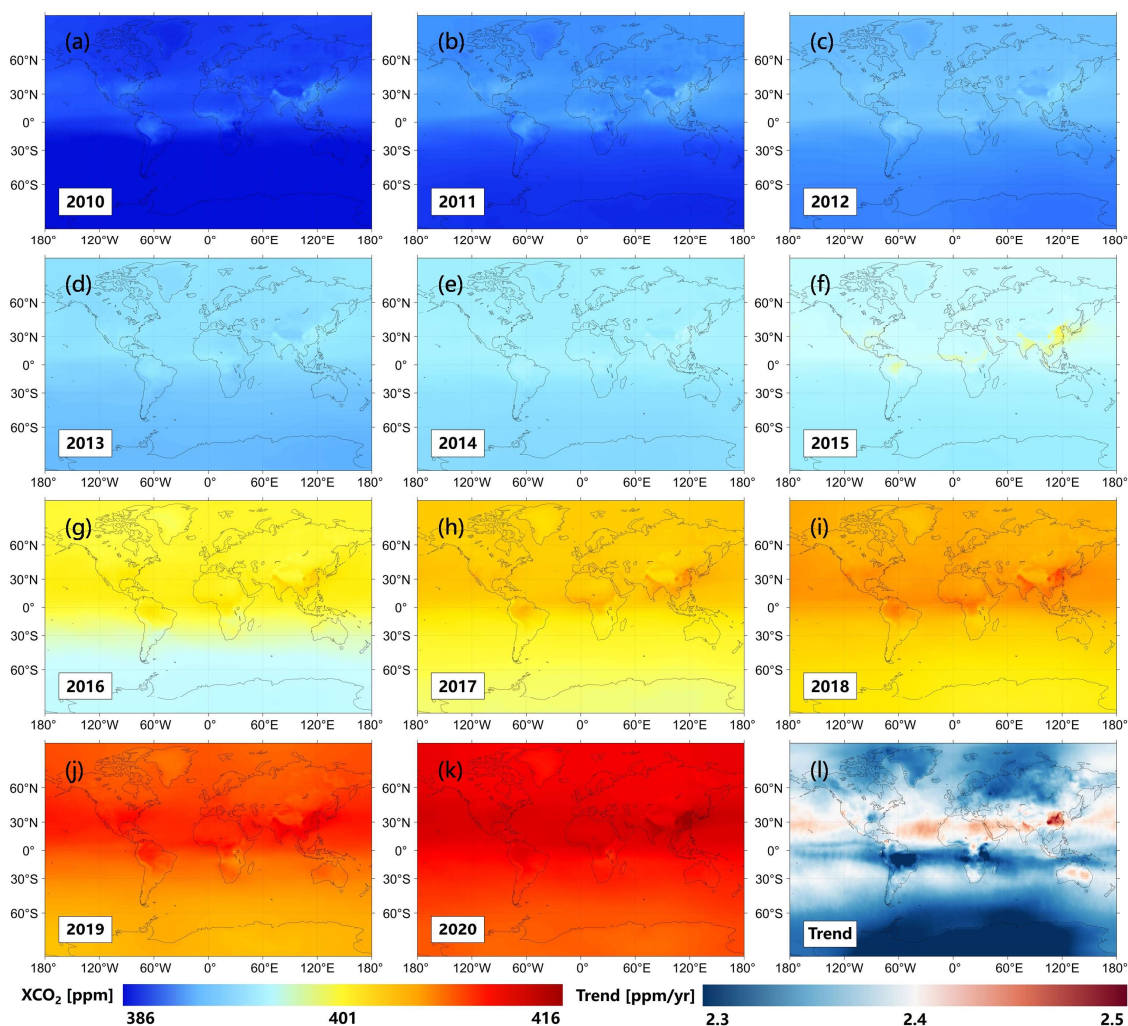 (a) (b) (c)
60°N 60°N 60°N
30°N 30°N 30°N
0° 0° 0°
30°S 30°S 30°S
60°S 60°S 60°S
2010 2011 2012
180° 120°W 60°W 0° 60°E 120°E 180° 180° 120°W 60°W 0° 60°E 120°E 180° 180° 120°W 60°W 0° 60°E 120°E 180°
(d) (e) (f)
60°N 60°N 60°N
30°N 30°N 30°N
0° 0° 0°
30°S 30°S 30°S
60°S 60°S 60°S
2013 2014 2015
180° 120°W 60°W 0° 60°E 120°E 180° 180° 120°W 60°W 0° 60°E 120°E 180° 180° 120°W 60°W 0° 60°E 120°E 180°
(g) (h) (i)
60°N 60°N 60°N
30°N 30°N 30°N
0° 0° 0°
30°S 30°S 30°S
60°S 60°S 60°S
2016 2017 2018
180° 120°W 60°W 0° 60°E 120°E 180° 180° 120°W 60°W 0° 60°E 120°E 180° 180° 120°W 60°W 0° 60°E 120°E 180°
(j) (k) (l)
60°N 60°N 60°N
30°N 30°N 30°N
0° 0° 0°
30°S 30°S 30°S
60°S 60°S 60°S
2019 2020 Trend
180° 120°W 60°W 0° 60°E 120°E 180° 180° 120°W 60°W 0° 60°E 120°E 180° 180° 120°W 60°W 0° 60°E 120°E 180°
XCO₂ [ppm] Trend [ppm/yr]
386 401 416 2.3 2.4 2.5